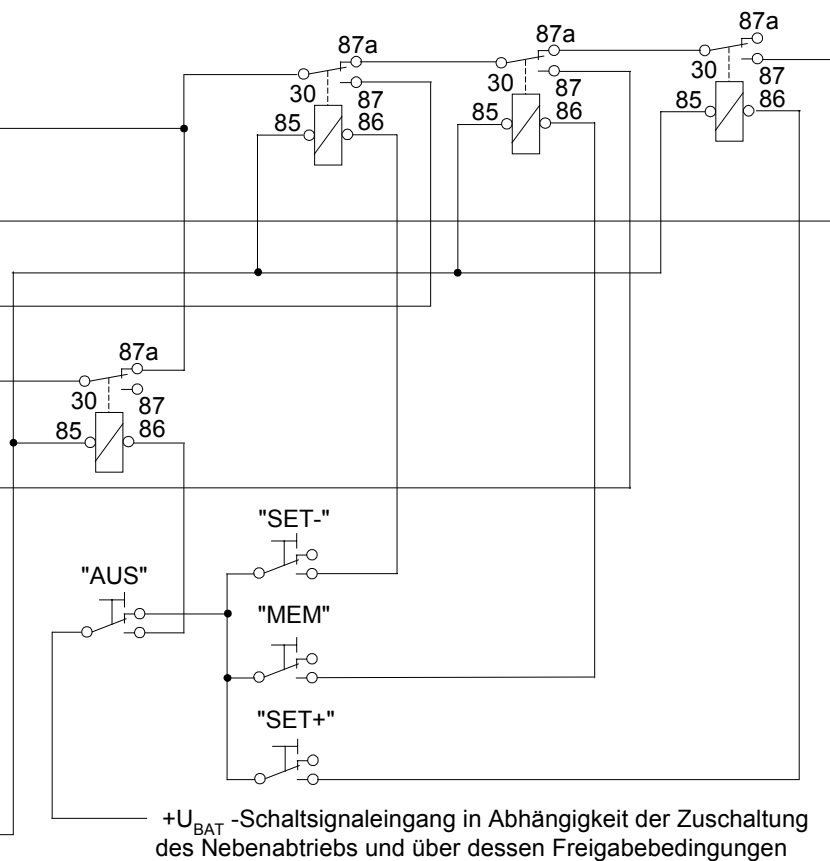 87a
87a
87a
30
87
85
86
30
87
85
86
30
87
85
86
87a
30
87
85
86
"SET-"
"AUS"
"MEM"
"SET+"
+UBAT -Schaltsignaleingang in Abhängigkeit der Zuschaltung
des Nebenabtriebs und über dessen Freigabebedingungen